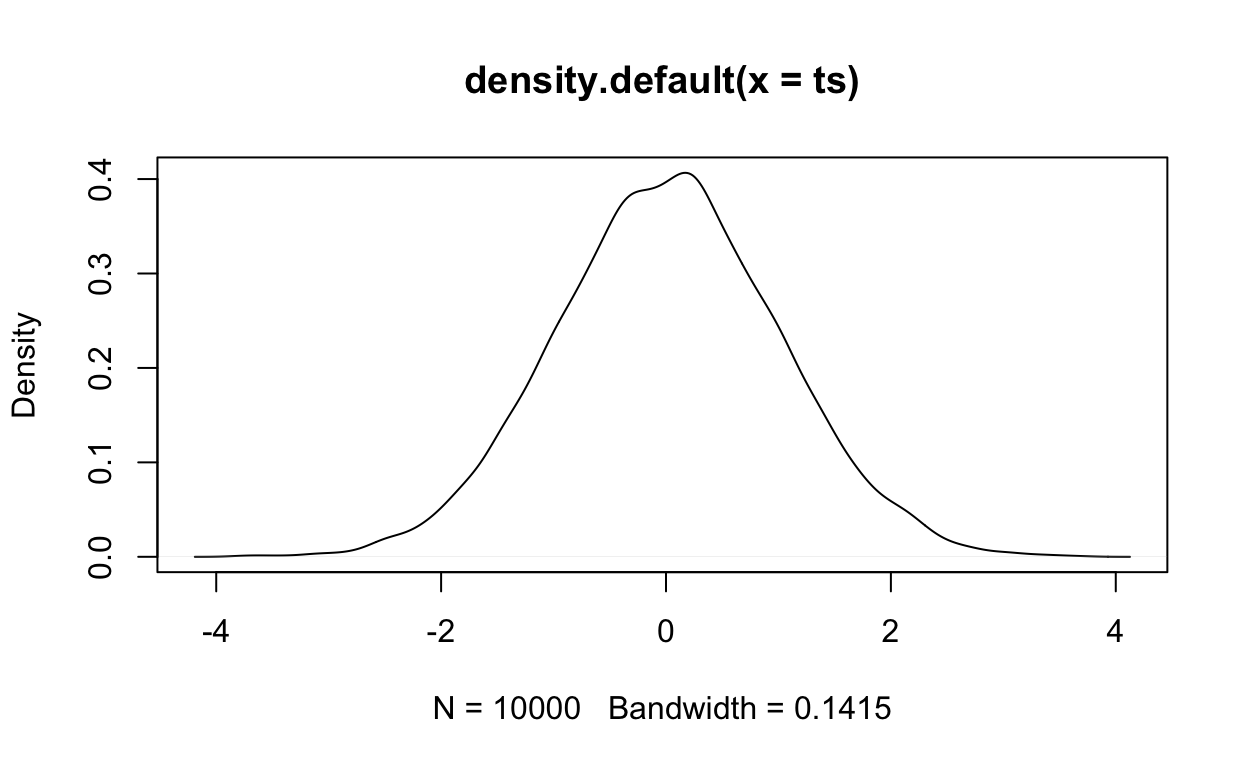 density.default(x = ts)
Density
0.4
0.3
0.2
0.1
0.0
-4 -2 0 2 4
N = 10000 Bandwidth = 0.1415